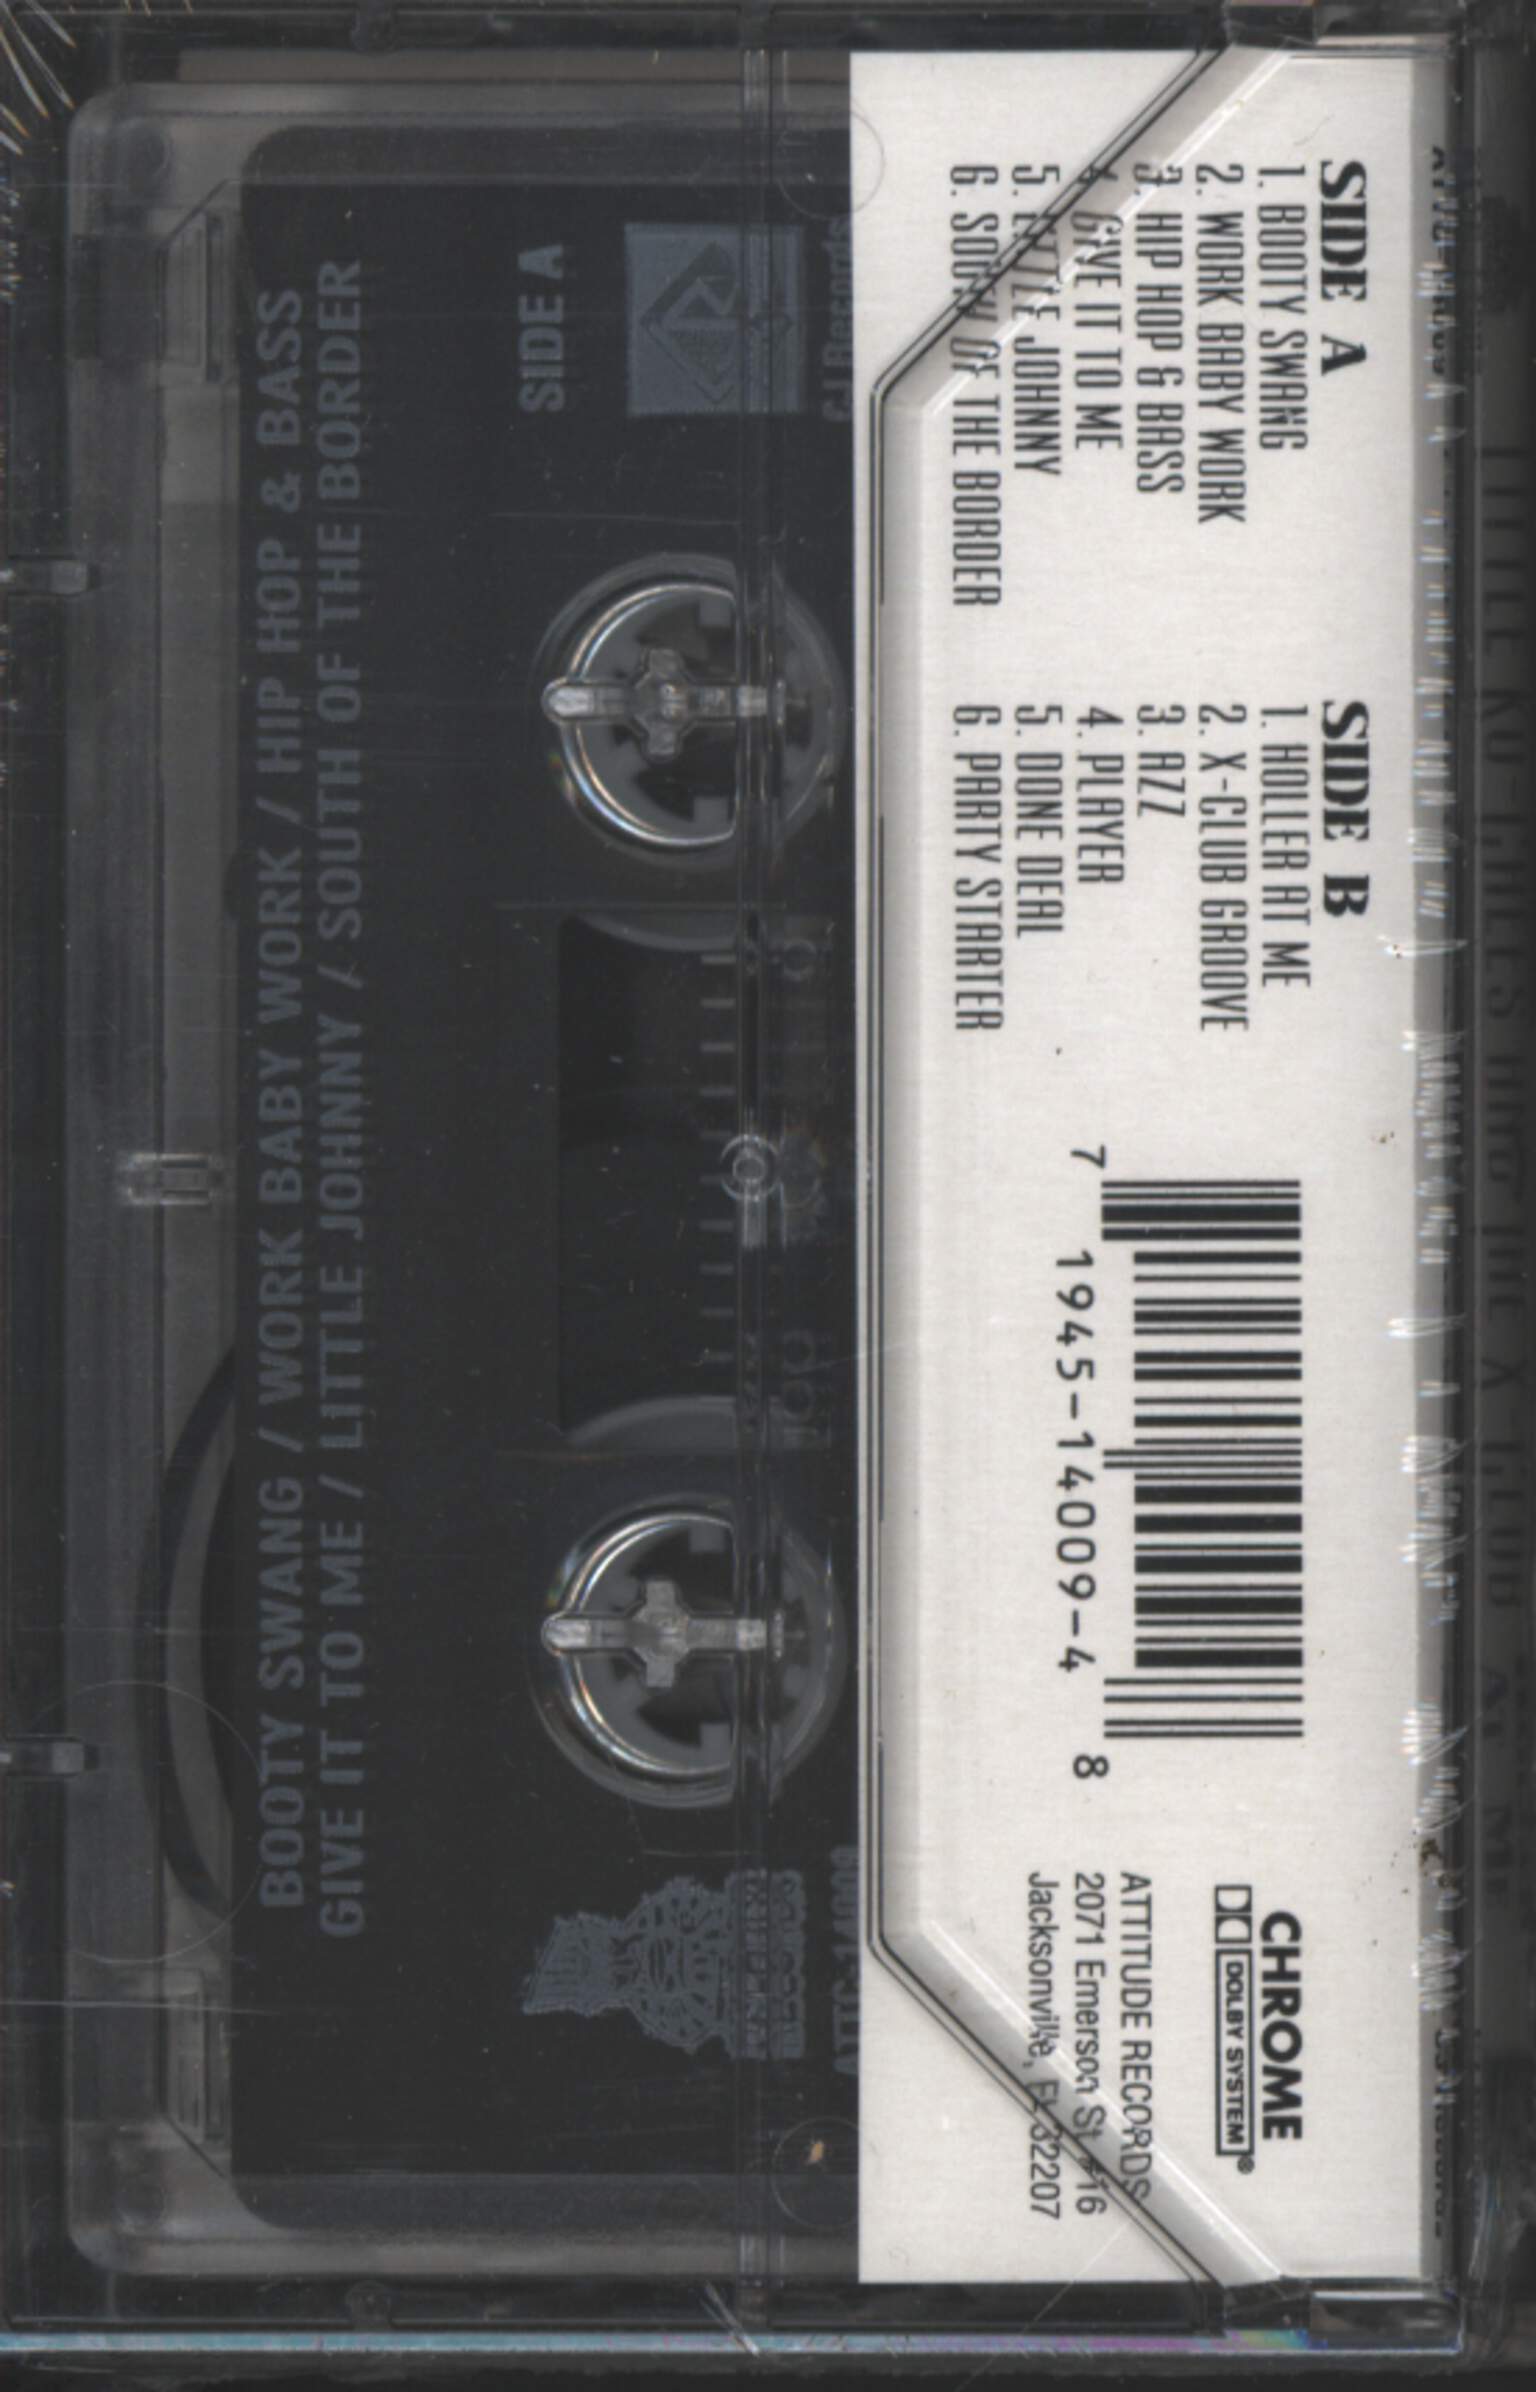 SIDE A
1. BOOTY SWANG
2. WORK BABY WORK
3. HIP HOP & BASS
4. GIVE IT TO ME
5. LITTLE JOHNNY
6. SOUTH OF THE BORDER
SIDE B
1. HOLLER AT ME
2. X-CLUB GROOVE
3. AZZ
4. PLAYER
5. DONE DEAL
6. PARTY STARTER
7 1945-14009-4 8
CHROME
DOLBY SYSTEM®
ATTITUDE RECORDS
2071 Emerson St. #16
Jacksonville, FL 32207
BOOTY SWANG / WORK BABY WORK / HIP HOP & BASS
GIVE IT TO ME / LITTLE JOHNNY / SOUTH OF THE BORDER
SIDE A
Records
RECORDS
ATTC-14009